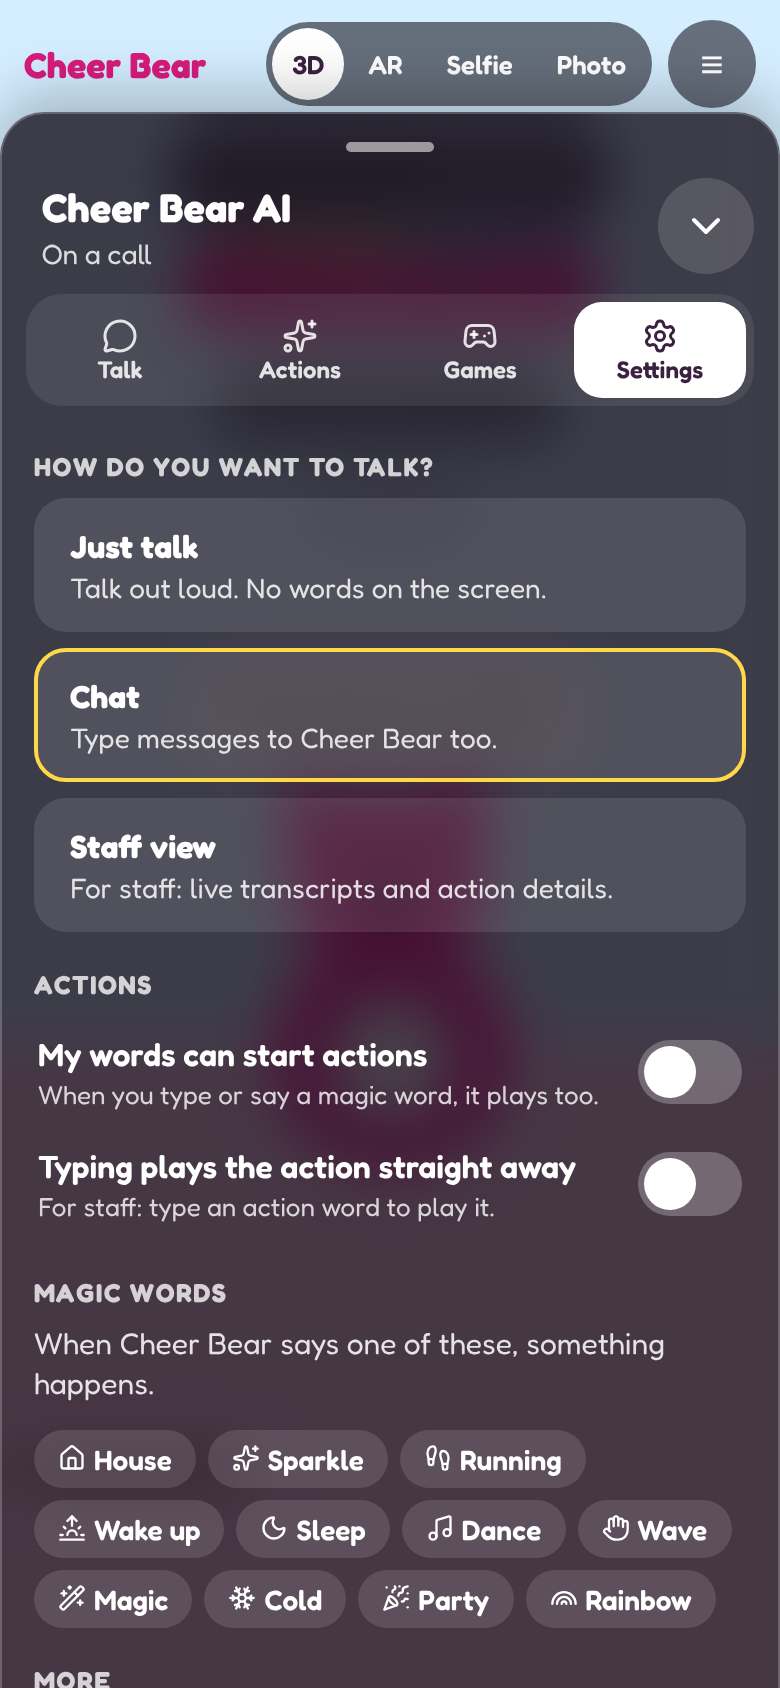 Cheer Bear
3D
AR
Selfie
Photo
Cheer Bear AI
On a call
Talk
Actions
Games
Settings
HOW DO YOU WANT TO TALK?
Just talk
Talk out loud. No words on the screen.
Chat
Type messages to Cheer Bear too.
Staff view
For staff: live transcripts and action details.
ACTIONS
My words can start actions
When you type or say a magic word, it plays too.
Typing plays the action straight away
For staff: type an action word to play it.
MAGIC WORDS
When Cheer Bear says one of these, something
happens.
House
Sparkle
Running
Wake up
Sleep
Dance
Wave
Magic
Cold
Party
Rainbow
MORE